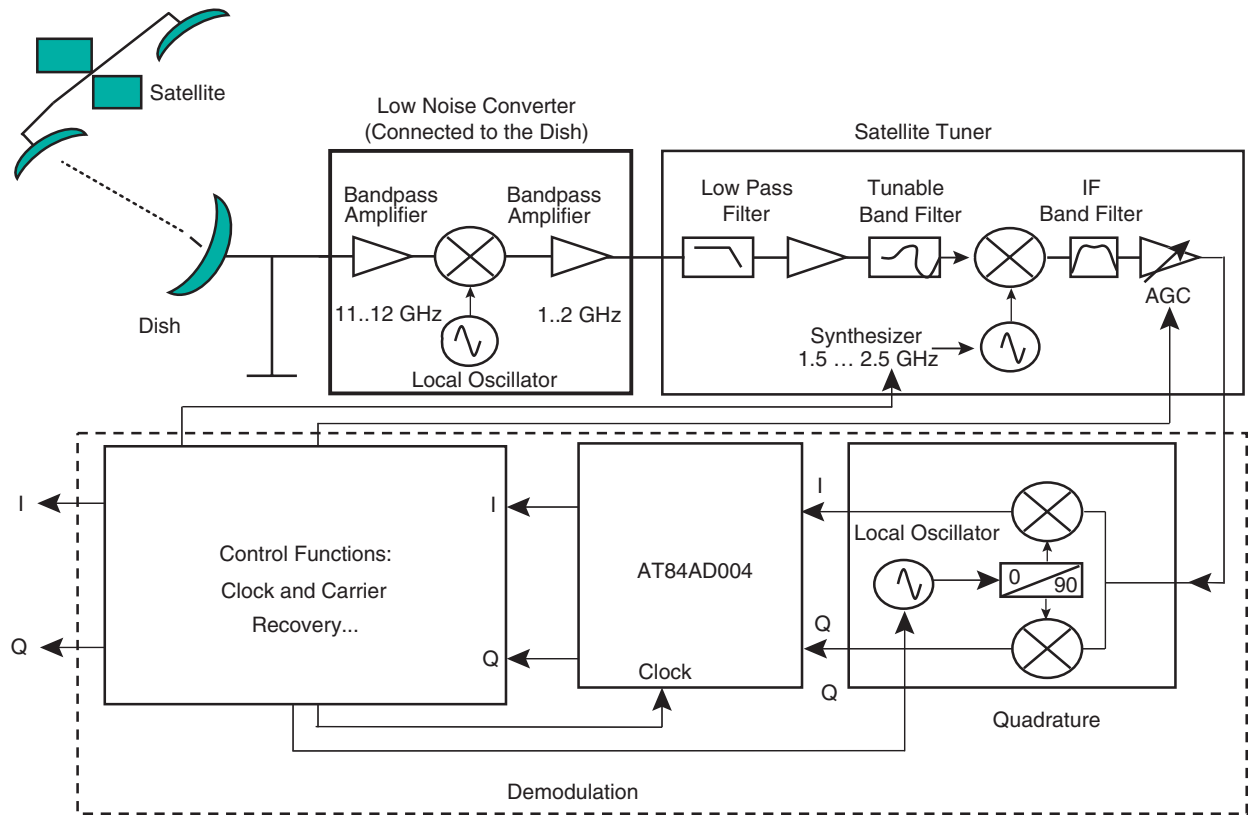 Satellite
Dish
Low Noise Converter
(Connected to the Dish)
Bandpass
Amplifier
Bandpass
Amplifier
11..12 GHz
1..2 GHz
Local Oscillator
Satellite Tuner
Low Pass
Filter
Tunable
Band Filter
IF
Band Filter
AGC
Synthesizer
1.5 ... 2.5 GHz
I
Q
Control Functions:
Clock and Carrier
Recovery...
I
Q
AT84AD004
Clock
I
Q
Q
Local Oscillator
0
90
Quadrature
Demodulation